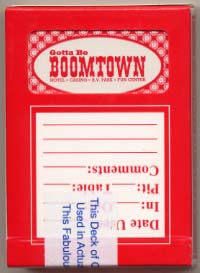 Gotta Be
BOOMTOWN
HOTEL • CASINO • R.V. PARK • FUN CENTER
Date U
In:
Pit: Table:
Comments:
This Deck of C
Used in Actu
This Fabulou